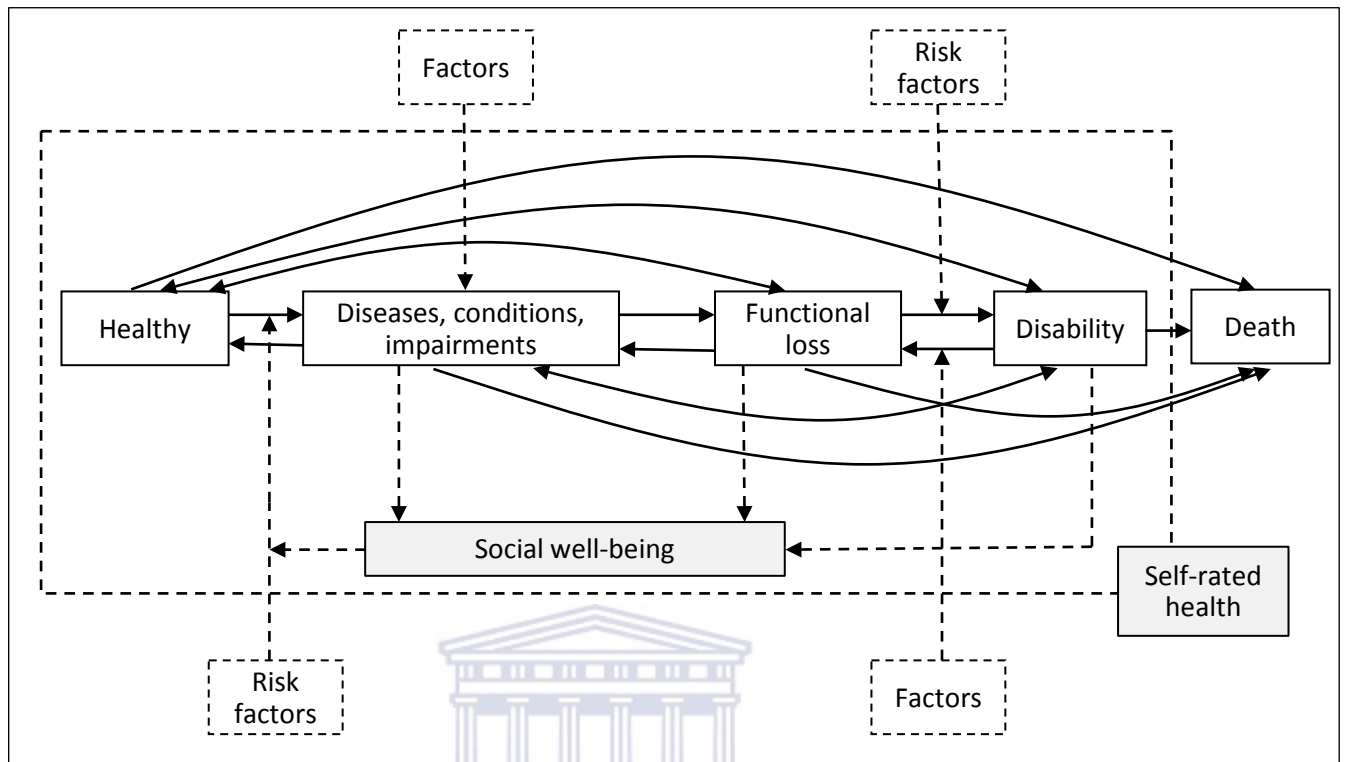 Factors
Risk
factors
Healthy
Diseases, conditions,
impairments
Functional
loss
Disability
Death
Social well-being
Self-rated
health
Risk
factors
Factors